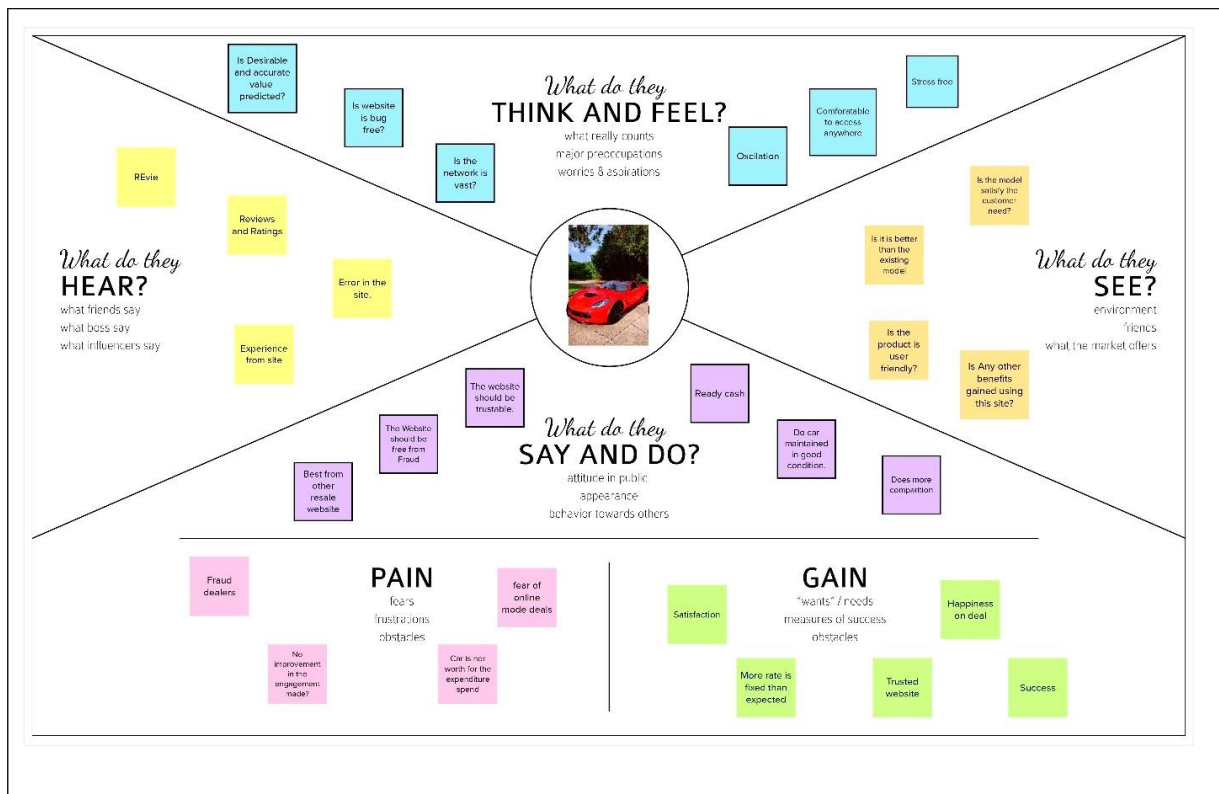 What do they
THINK AND FEEL?
what really counts
major preoccupations
worries & aspirations
Is Desirable
and accurate
value
predicted?
Is website
is bug
free?
Is the
network is
vast?
Oscilation
Comforatable
to access
anywhere
Stress free
What do they
HEAR?
what friends say
what boss say
what influencers say
REvie
Reviews
and Ratings
Error in the
site.
Experience
from site
What do they
SEE?
environment
friends
what the market offers
Is the model
satisfy the
customer
need?
Is it is better
than the
existing
model
Is the
product is
user
friendly?
Is Any other
benefits
gained using
this site?
What do they
SAY AND DO?
attitude in public
appearance
behavior towards others
The website
should be
trustable.
The Website
should be
free from
Fraud
Best from
other
resale
website
Ready cash
Do car
maintained
in good
condition.
Does more
compartion
PAIN
fears
frustrations
obstacles
Fraud
dealers
No
improvement
in the
engagement
made?
fear of
online
mode deals
Car is nor
worth for the
expenditure
spend
GAIN
"wants" / needs
measures of success
obstacles
Satisfaction
More rate is
fixed than
expected
Trusted
website
Happiness
on deal
Success